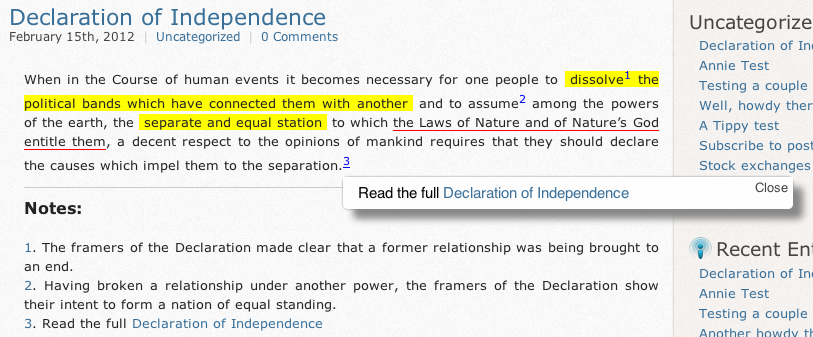 Declaration of Independence
February 15th, 2012 | Uncategorized | 0 Comments
When in the Course of human events it becomes necessary for one people to dissolve1 the
political bands which have connected them with another and to assume2 among the powers
of the earth, the separate and equal station to which the Laws of Nature and of Nature’s God
entitle them, a decent respect to the opinions of mankind requires that they should declare
the causes which impel them to the separation.3
Read the full Declaration of Independence
Close
Notes:
1. The framers of the Declaration made clear that a former relationship was being brought to
an end.
2. Having broken a relationship under another power, the framers of the Declaration show
their intent to form a nation of equal standing.
3. Read the full Declaration of Independence
Uncategorize
Declaration of In
Annie Test
Testing a couple
Well, howdy ther
A Tippy test
Subscribe to post
Stock exchanges
Recent Ent
Declaration of In
Annie Test
Testing a couple
Another howdy th